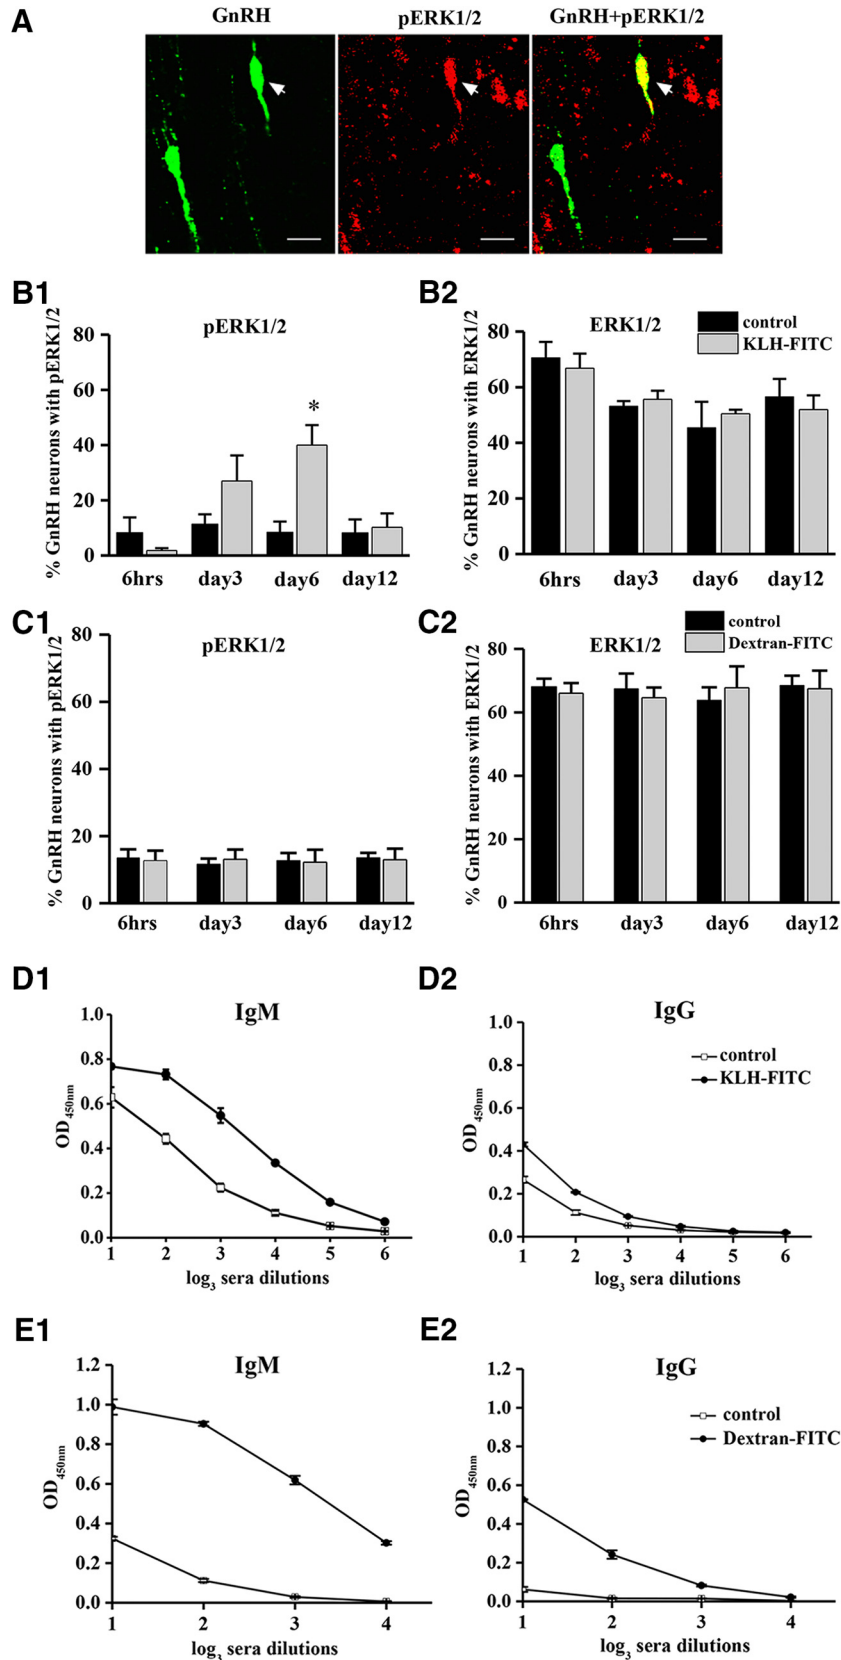 A
GnRH pERK1/2 GnRH+pERK1/2
B1
% GnRH neurons with pERK1/2
pERK1/2
80
60
40
20
0
*
6hrs day3 day6 day12
B2
% GnRH neurons with ERK1/2
ERK1/2
control
KLH-FITC
80
60
40
20
0
6hrs day3 day6 day12
C1
% GnRH neurons with pERK1/2
pERK1/2
80
60
40
20
0
6hrs day3 day6 day12
C2
% GnRH neurons with ERK1/2
ERK1/2
control
Dextran-FITC
80
60
40
20
0
6hrs day3 day6 day12
D1
IgM
OD450nm
1.0
0.8
0.6
0.4
0.2
0.0
1 2 3 4 5 6
log3 sera dilutions
D2
IgG
control
KLH-FITC
OD450nm
1.0
0.8
0.6
0.4
0.2
0.0
1 2 3 4 5 6
log3 sera dilutions
E1
IgM
OD450nm
1.2
1.0
0.8
0.6
0.4
0.2
0.0
1 2 3 4
log3 sera dilutions
E2
IgG
control
Dextran-FITC
OD450nm
1.2
1.0
0.8
0.6
0.4
0.2
0.0
1 2 3 4
log3 sera dilutions